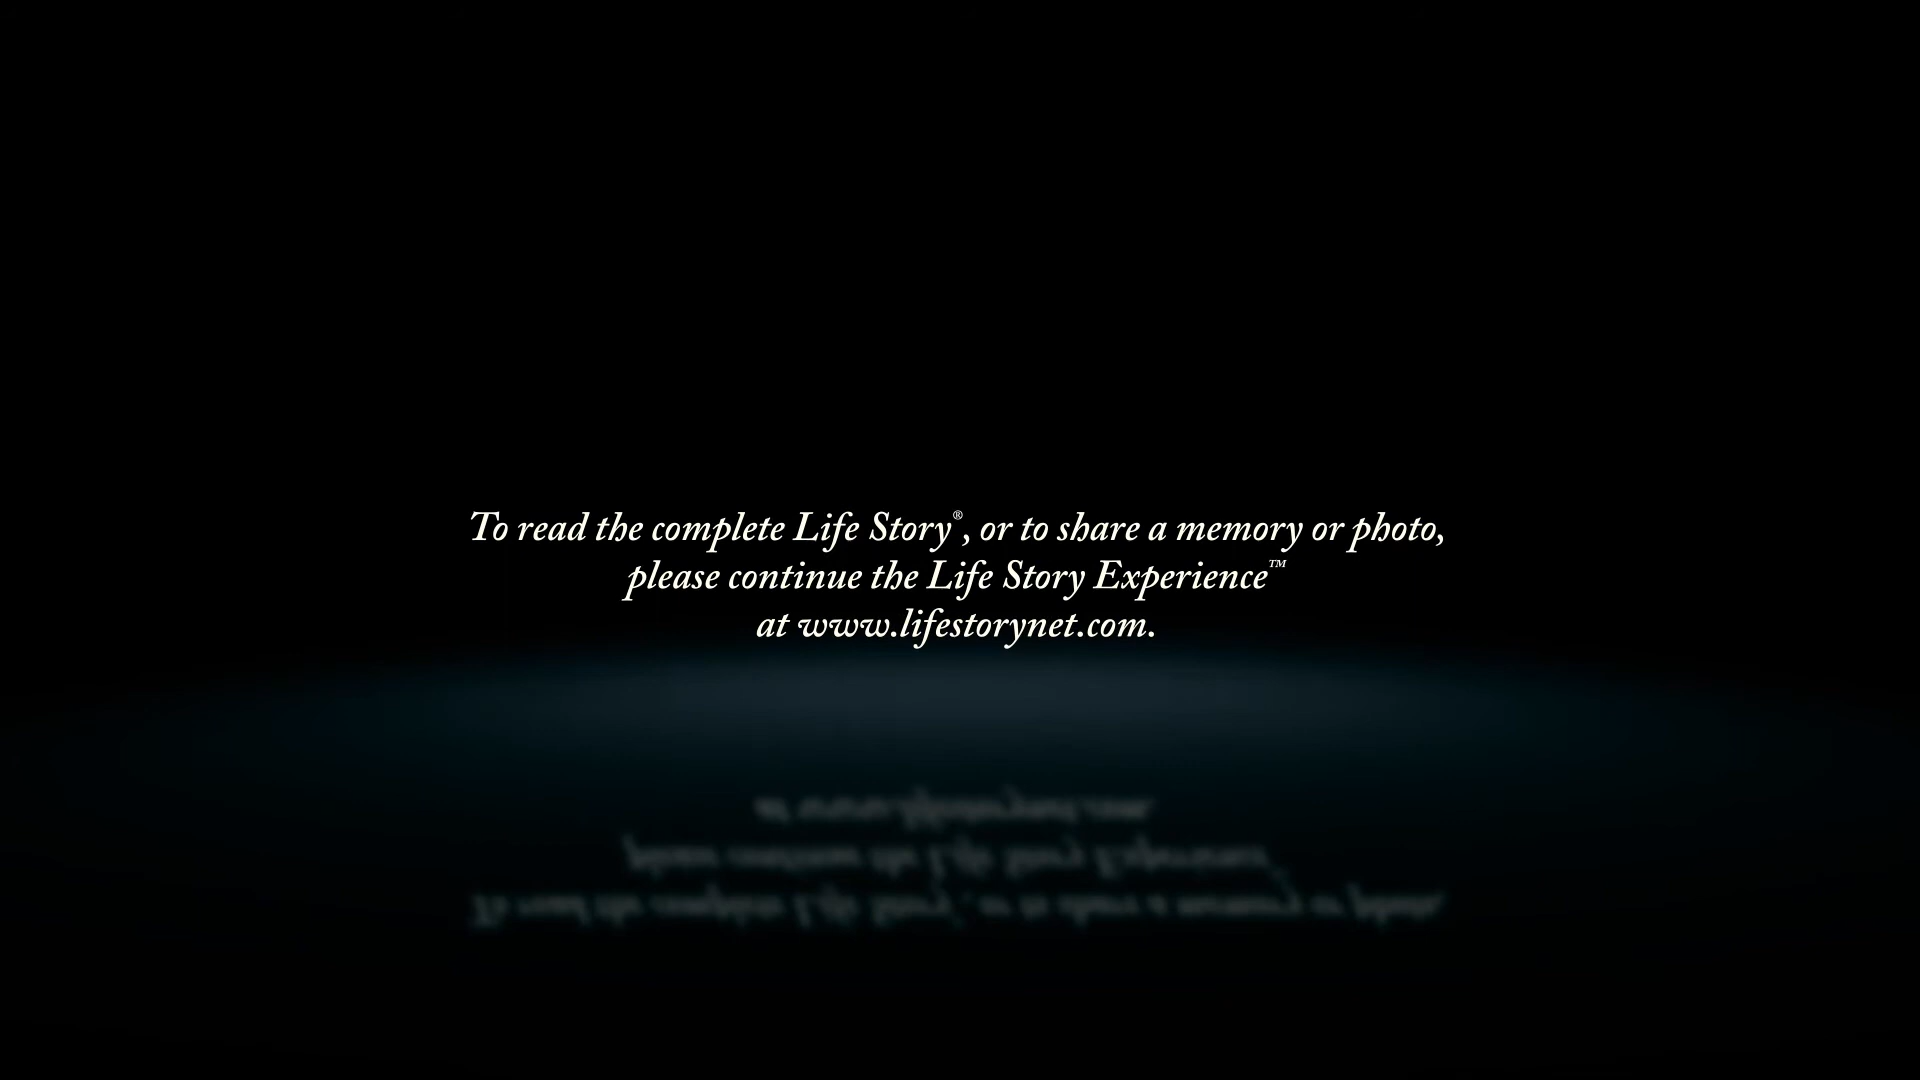 To read the complete Life Story®, or to share a memory or photo,
please continue the Life Story Experience™
at www.lifestorynet.com.